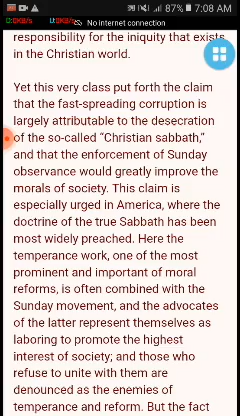 87% 7:08 AM
0:0KB/s U:0KB/s No internet connection
responsibility for the iniquity that exists
in the Christian world.
Yet this very class put forth the claim
that the fast-spreading corruption is
largely attributable to the desecration
of the so-called “Christian sabbath,”
and that the enforcement of Sunday
observance would greatly improve the
morals of society. This claim is
especially urged in America, where the
doctrine of the true Sabbath has been
most widely preached. Here the
temperance work, one of the most
prominent and important of moral
reforms, is often combined with the
Sunday movement, and the advocates
of the latter represent themselves as
laboring to promote the highest
interest of society; and those who
refuse to unite with them are
denounced as the enemies of
temperance and reform. But the fact